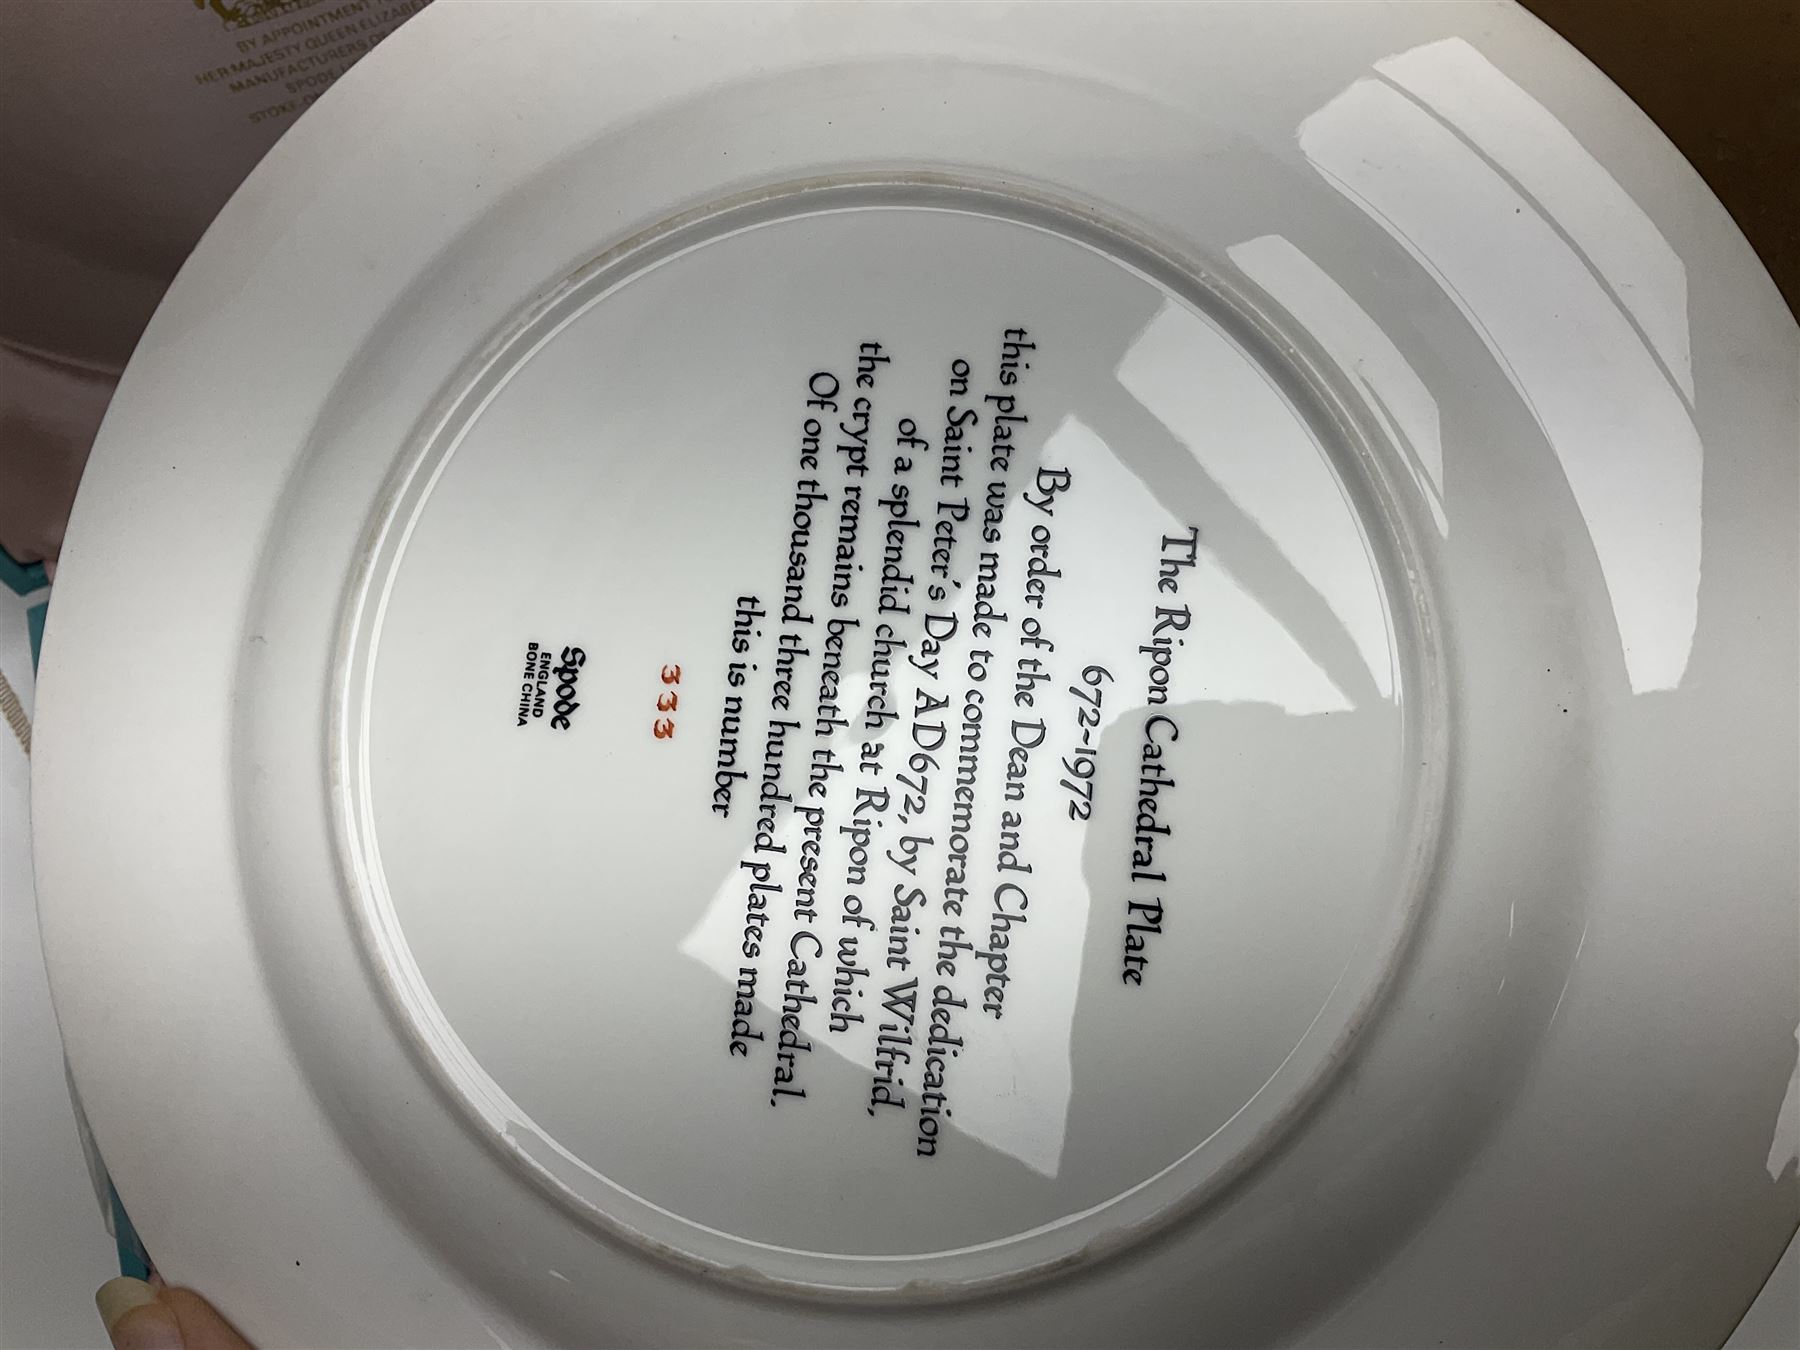 The Ripon Cathedral Plate
672~1972
By order of the Dean and Chapter
this plate was made to commemorate the dedication
on Saint Peter's Day AD672, by Saint Wilfrid,
of a splendid church at Ripon of which
the crypt remains beneath the present Cathedral.
Of one thousand three hundred plates made
this is number
333
Spode
ENGLAND
BONE CHINA
BY APPOINTMENT
HER MAJESTY QUEEN
MANUFACTURERS
SPODE